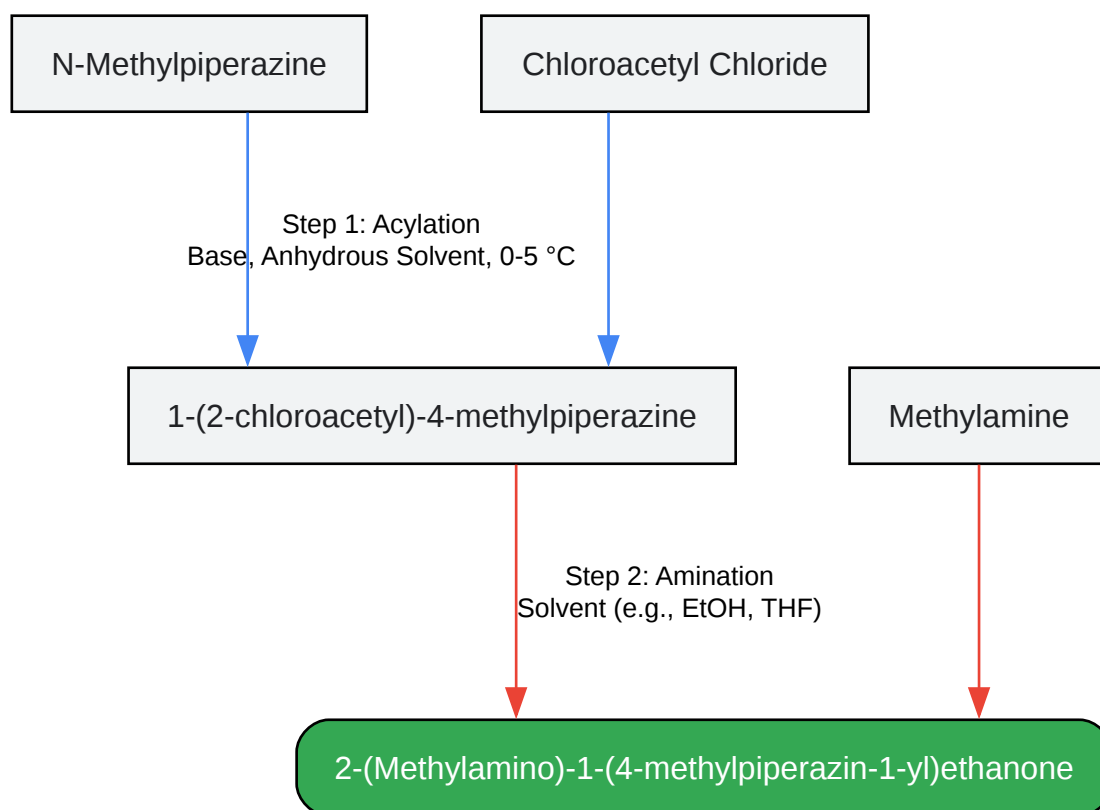 N-Methylpiperazine
Chloroacetyl Chloride
Step 1: Acylation
Base, Anhydrous Solvent, 0-5 °C
1-(2-chloroacetyl)-4-methylpiperazine
Methylamine
Step 2: Amination
Solvent (e.g., EtOH, THF)
2-(Methylamino)-1-(4-methylpiperazin-1-yl)ethanone